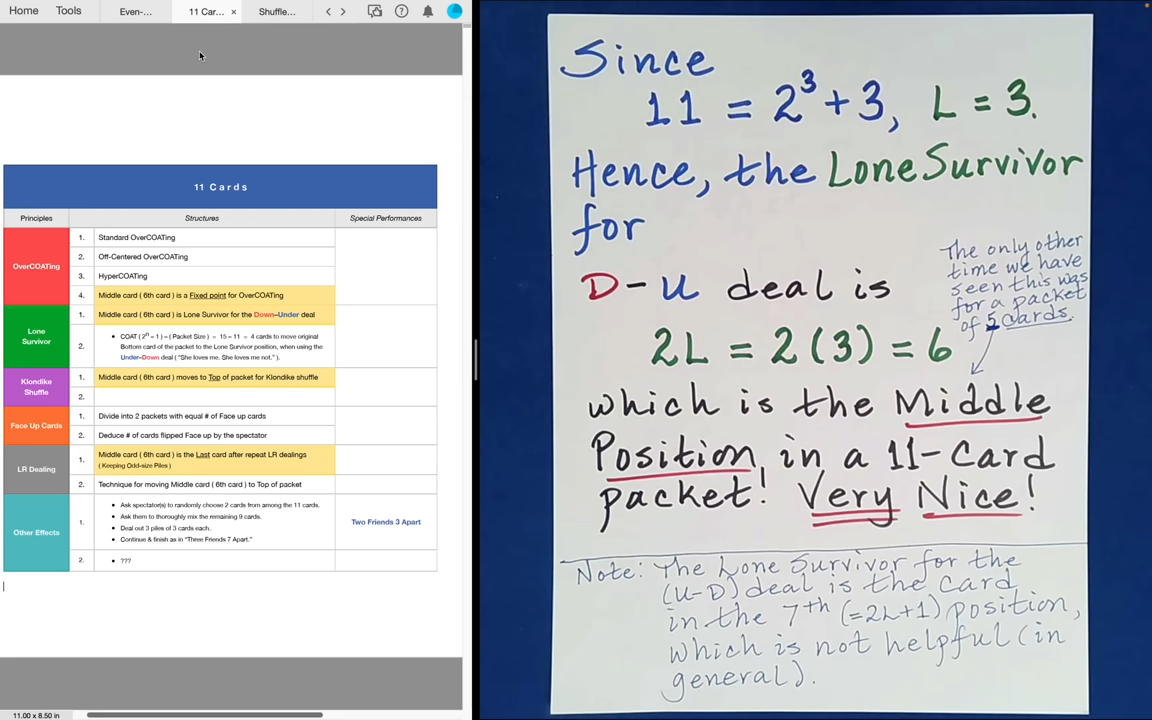 Home Tools Even-... 11 Car... × Shuffle...
11 Cards
Principles Structures Special Performances
OverCOATing
1. Standard OverCOATing
2. Off-Centered OverCOATing
3. HyperCOATing
4. Middle card ( 6th card ) is a Fixed point for OverCOATing
Lone
Survivor
1. Middle card ( 6th card ) is Lone Survivor for the Down–Under deal
2. • COAT ( 2ⁿ – 1 ) – ( Packet Size ) = 15 – 11 = 4 cards to move original
Bottom card of the packet to the Lone Survivor position, when using the
Under–Down deal ("She loves me. She loves me not." ).
Klondike
Shuffle
1. Middle card ( 6th card ) moves to Top of packet for Klondike shuffle
2.
Face Up Cards
1. Divide into 2 packets with equal # of Face up cards
2. Deduce # of cards flipped Face up by the spectator
LR Dealing
1. Middle card ( 6th card ) is the Last card after repeat LR dealings
( Keeping Odd-size Piles )
2. Technique for moving Middle card ( 6th card ) to Top of packet
Other Effects
1. • Ask spectator(s) to randomly choose 2 cards from among the 11 cards.
• Ask them to thoroughly mix the remaining 9 cards.
• Deal out 3 piles of 3 cards each.
• Continue & finish as in "Three Friends 7 Apart."
Two Friends 3 Apart
2. • ???
11.00 x 8.50 in
Since
11 = 2³ + 3, L = 3.
Hence, the Lone Survivor
for
D - U deal is
2L = 2(3) = 6
The only other
time we have
seen this was
for a packet
of 5 cards.
which is the Middle
Position in a 11-Card
packet! Very Nice!
Note: The Lone Survivor for the
(U-D) deal is the card
in the 7th (=2L+1) position,
which is not helpful (in
general).